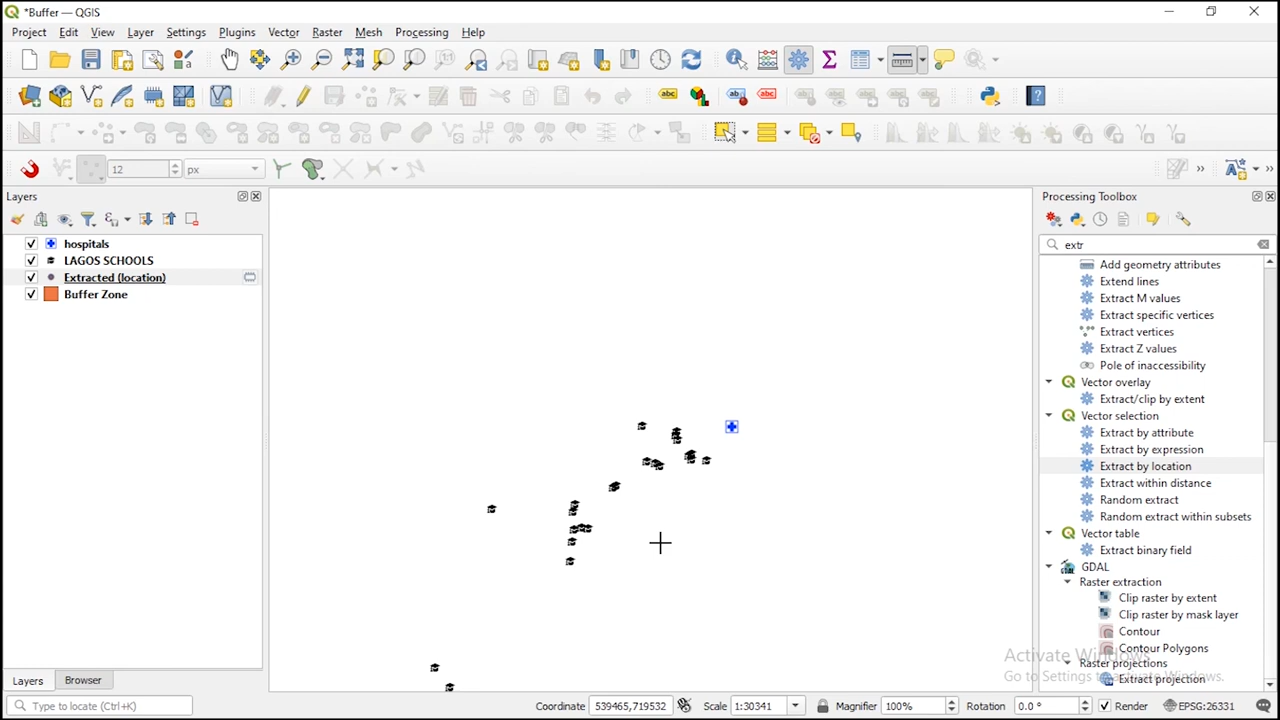 *Buffer — QGIS
Project Edit View Layer Settings Plugins Vector Raster Mesh Processing Help
12 px
Layers
Processing Toolbox
hospitals
LAGOS SCHOOLS
Extracted (location)
Buffer Zone
extr
Add geometry attributes
Extend lines
Extract M values
Extract specific vertices
Extract vertices
Extract Z values
Pole of inaccessibility
Vector overlay
Extract/clip by extent
Vector selection
Extract by attribute
Extract by expression
Extract by location
Extract within distance
Random extract
Random extract within subsets
Vector table
Extract binary field
GDAL
Raster extraction
Clip raster by extent
Clip raster by mask layer
Contour
Contour Polygons
Raster projections
Extract projection
Activate Windows
Go to Settings to activate Windows.
Layers Browser
Type to locate (Ctrl+K) Coordinate 539465,719532 Scale 1:30341 Magnifier 100% Rotation 0.0 ° Render EPSG:26331